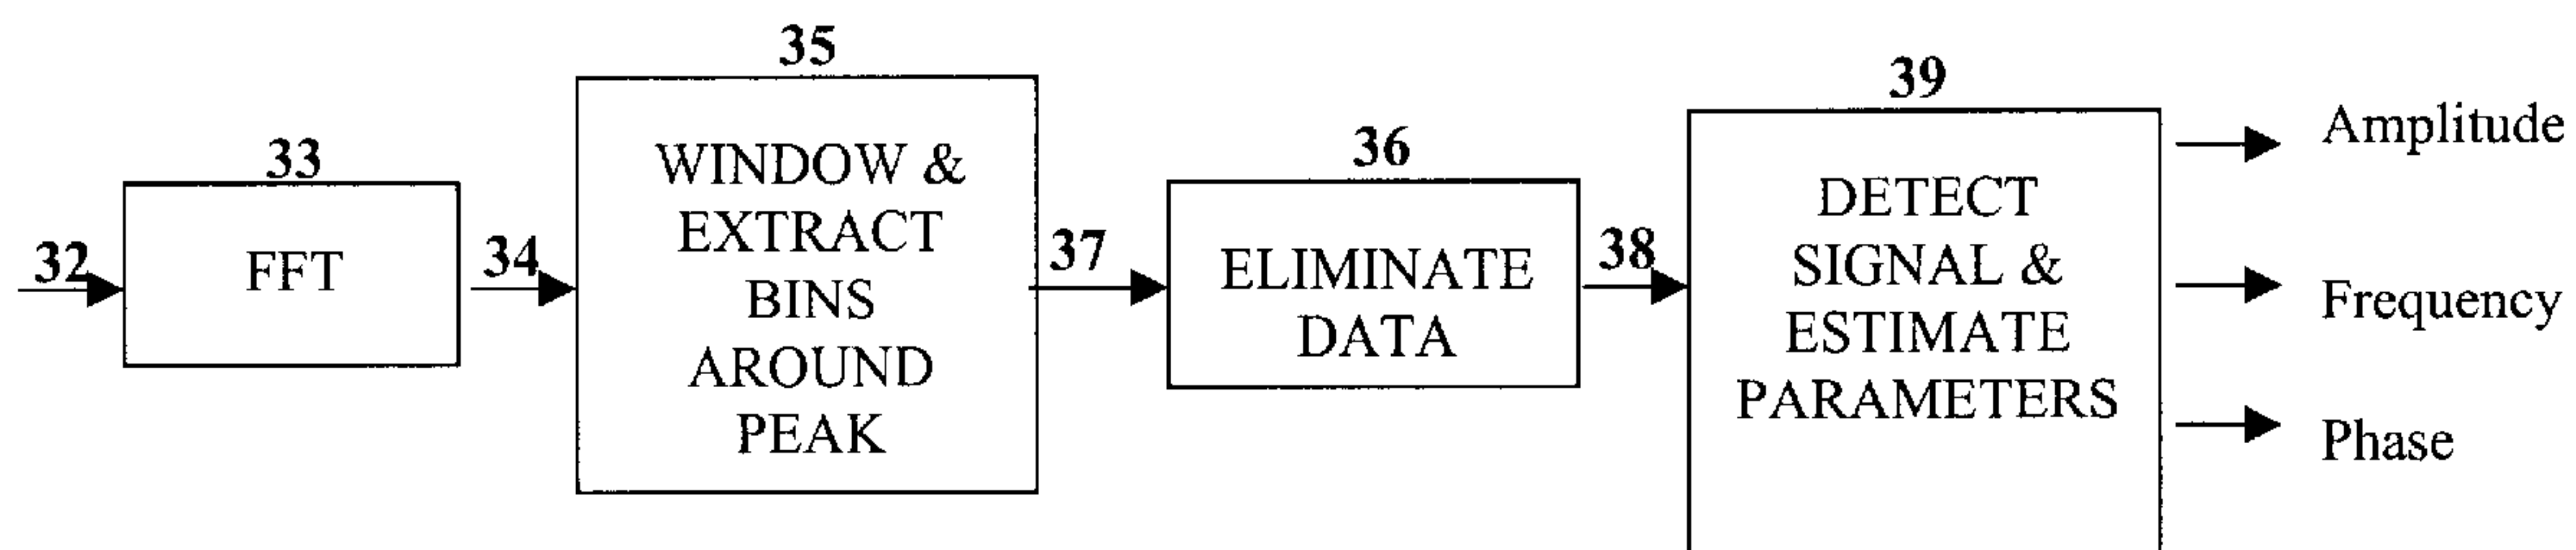 32
33
FFT
34
35
WINDOW &
EXTRACT
BINS
AROUND
PEAK
37
36
ELIMINATE
DATA
38
39
DETECT
SIGNAL &
ESTIMATE
PARAMETERS
Amplitude
Frequency
Phase